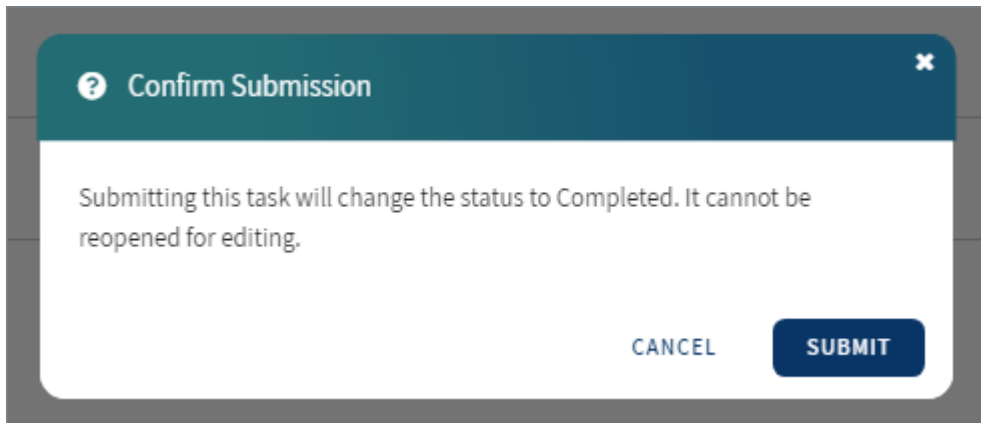 Confirm Submission
Submitting this task will change the status to Completed. It cannot be
reopened for editing.
CANCEL
SUBMIT